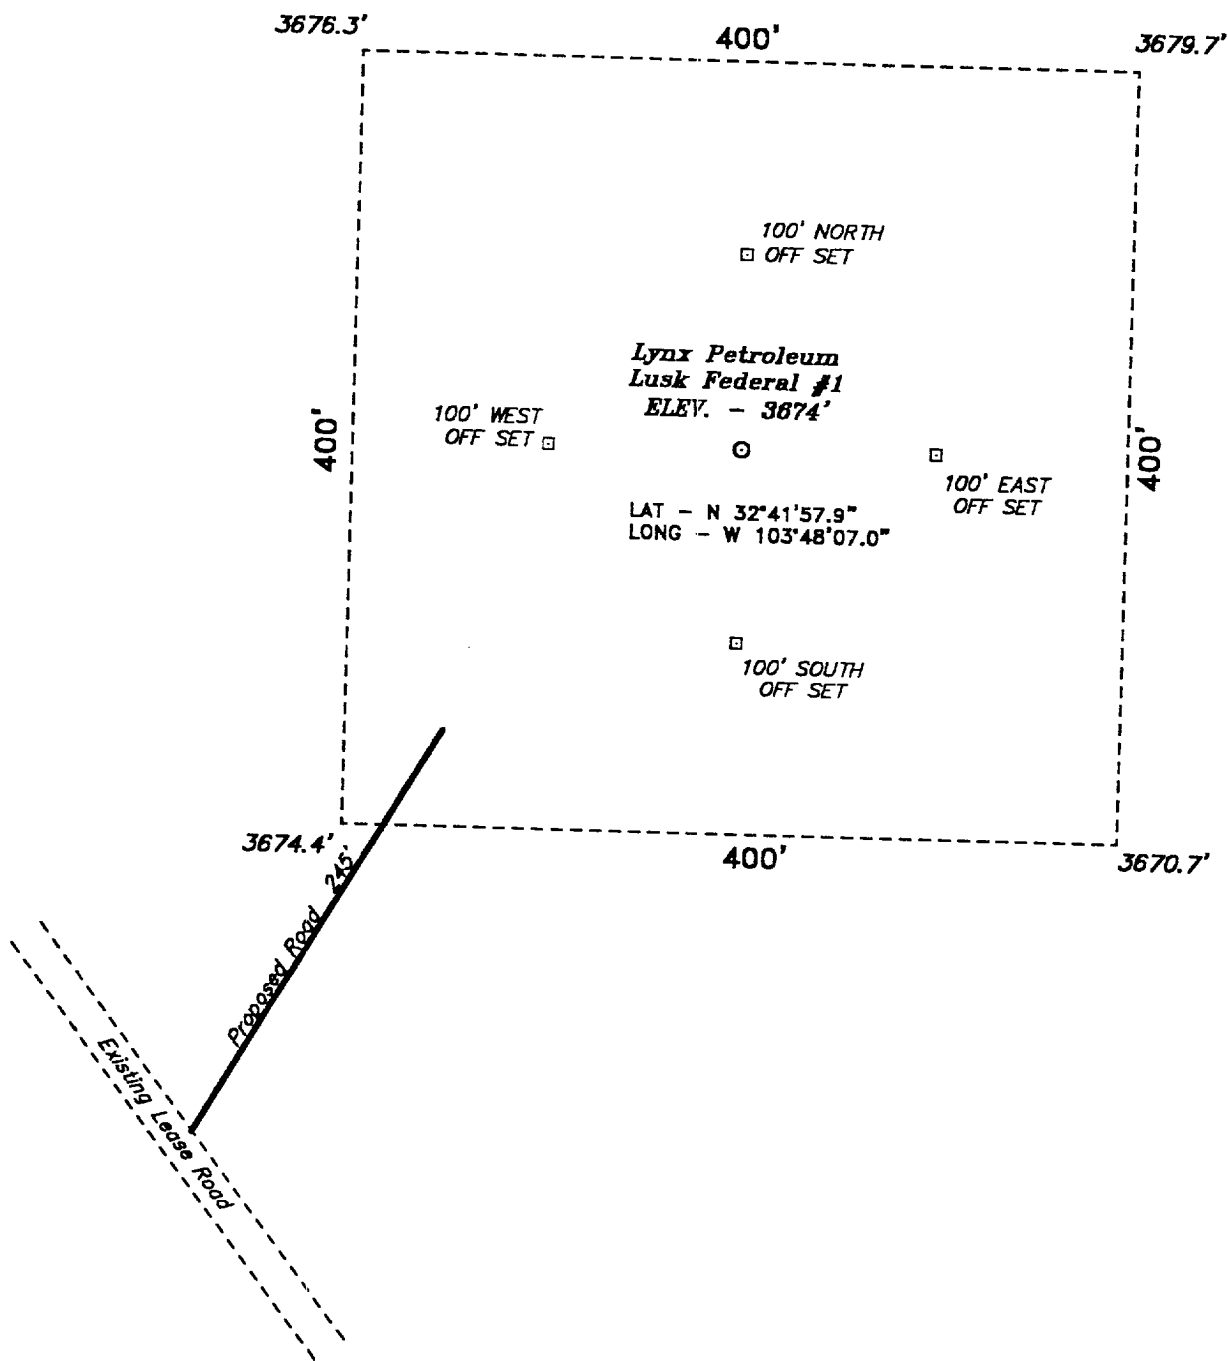 3676.3'
400'
3679.7'
100' NORTH
OFF SET
Lynx Petroleum
Lusk Federal #1
ELEV. - 3674'
400'
100' WEST
OFF SET
400'
100' EAST
OFF SET
LAT - N 32°41'57.9"
LONG - W 103°48'07.0"
100' SOUTH
OFF SET
3674.4'
400'
3670.7'
Proposed Road 245'
Existing Lease Road